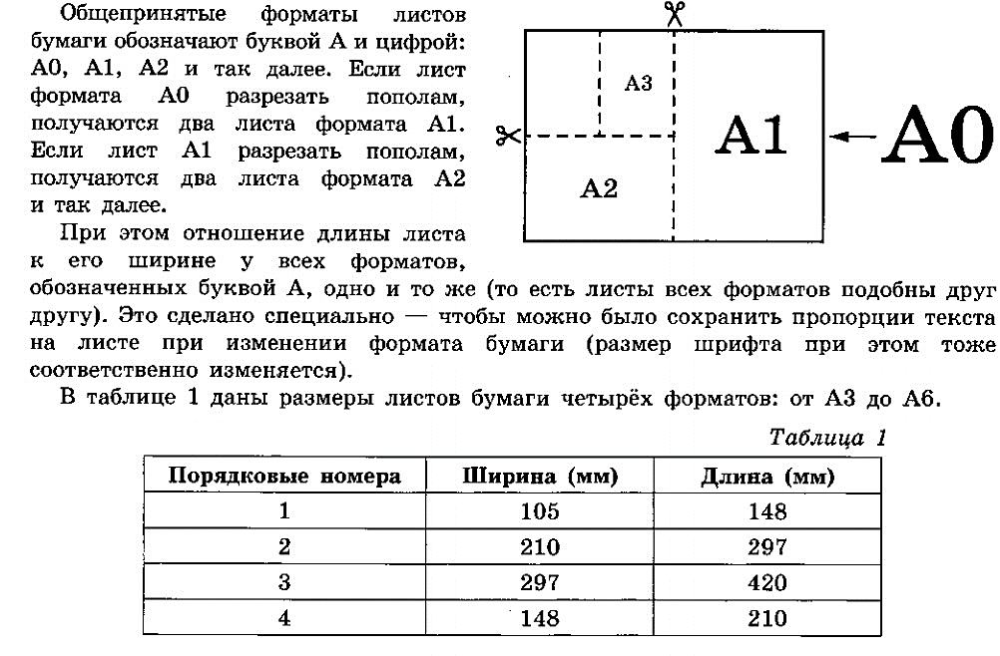 Общепринятые форматы листов
бумаги обозначают буквой А и цифрой:
А0, А1, А2 и так далее. Если лист
формата А0 разрезать пополам,
получаются два листа формата А1.
Если лист А1 разрезать пополам,
получаются два листа формата А2
и так далее.
При этом отношение длины листа
к его ширине у всех форматов,
обозначенных буквой А, одно и то же (то есть листы всех форматов подобны друг
другу). Это сделано специально — чтобы можно было сохранить пропорции текста
на листе при изменении формата бумаги (размер шрифта при этом тоже
соответственно изменяется).
В таблице 1 даны размеры листов бумаги четырёх форматов: от А3 до А6.
А3
А1
А0
А2
Таблица 1
Порядковые номера Ширина (мм) Длина (мм)
1 105 148
2 210 297
3 297 420
4 148 210